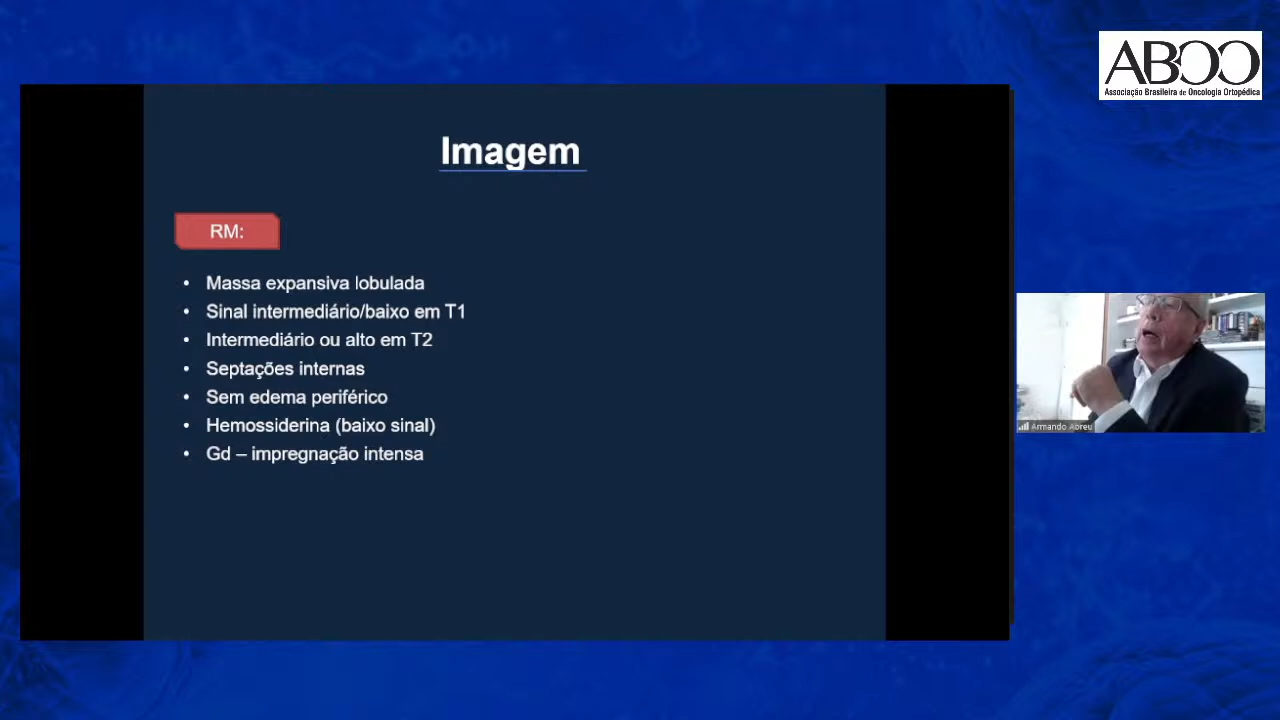 ABOO
Associação Brasileira de Oncologia Ortopédica
Imagem
RM:
• Massa expansiva lobulada
• Sinal intermediário/baixo em T1
• Intermediário ou alto em T2
• Septações internas
• Sem edema periférico
• Hemossiderina (baixo sinal)
• Gd – impregnação intensa
Armando Abreu